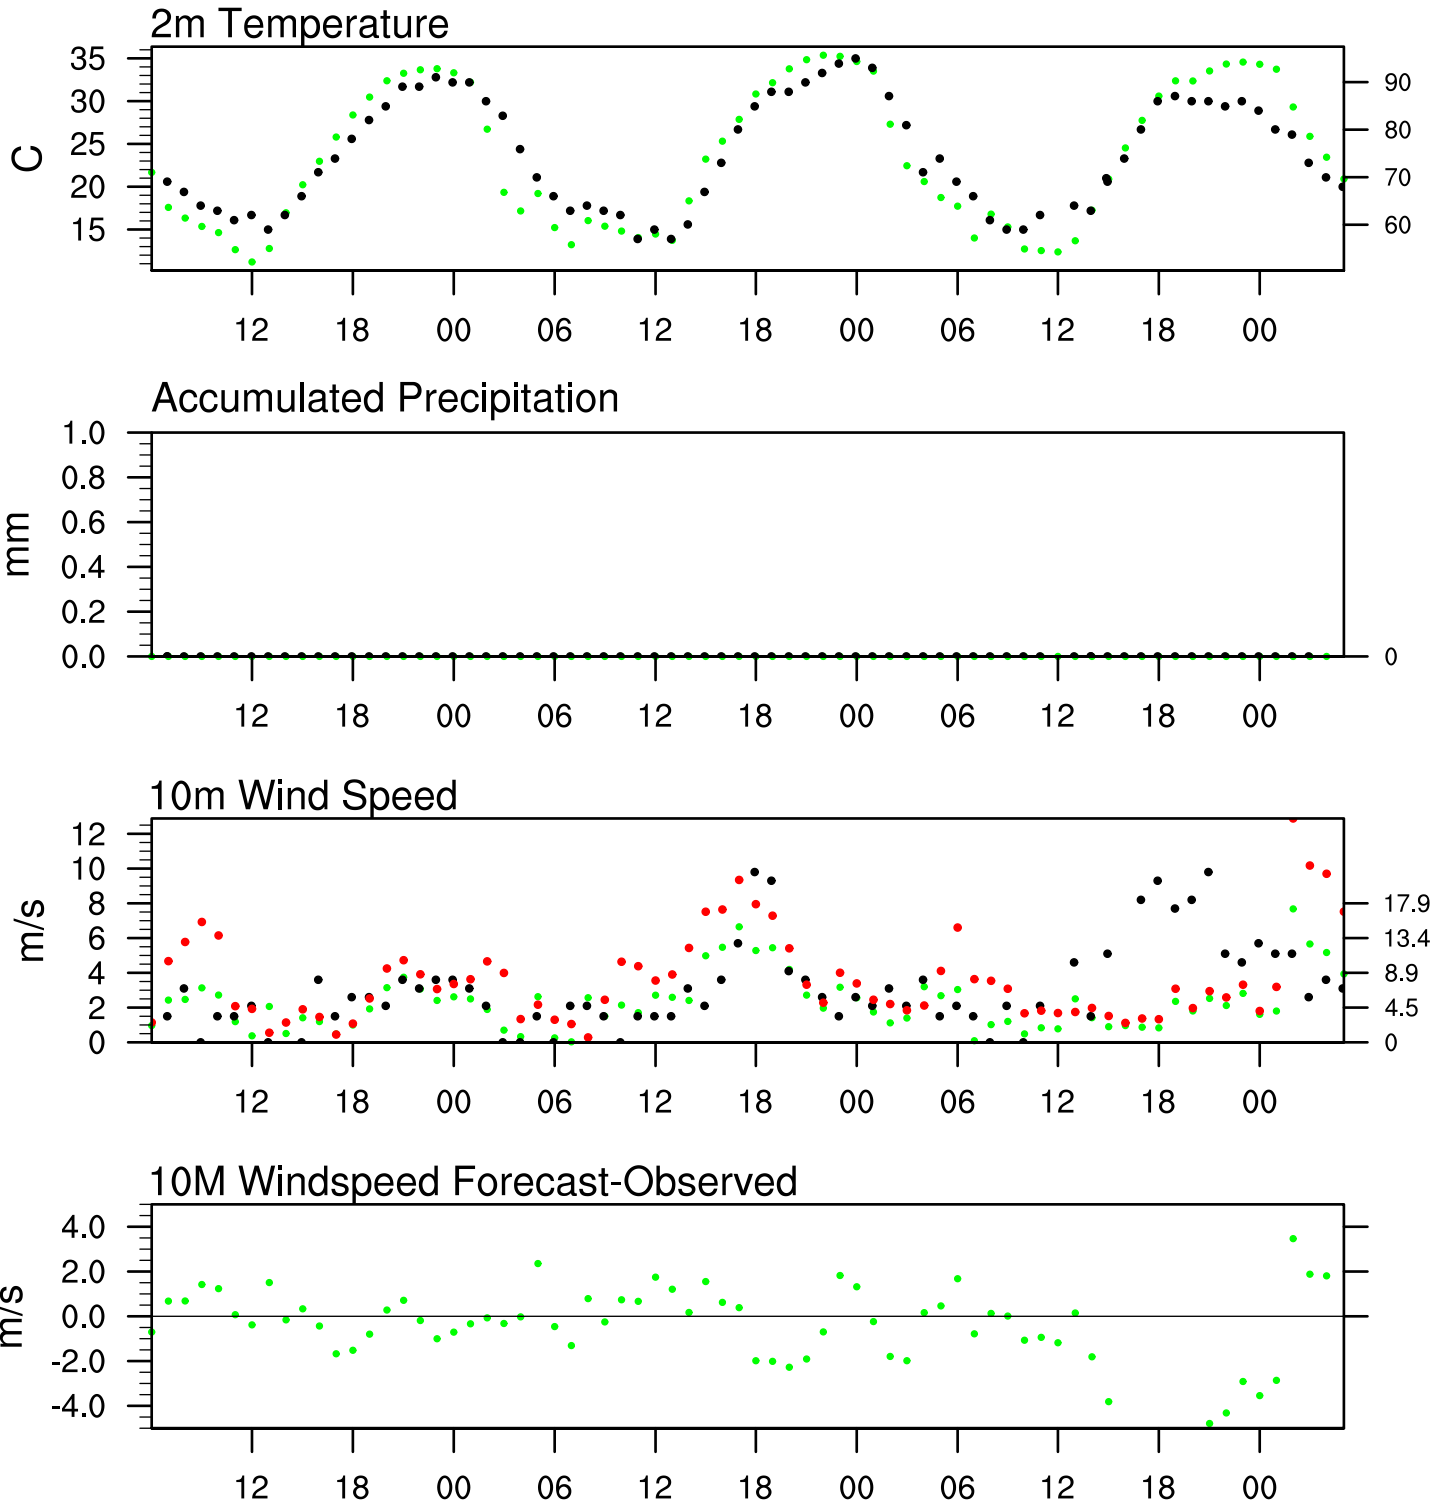 2m Temperature
35
30
25
20
15
C
90
80
70
60
12 18 00 06 12 18 00 06 12 18 00
Accumulated Precipitation
1.0
0.8
0.6
0.4
0.2
0.0
mm
0
12 18 00 06 12 18 00 06 12 18 00
10m Wind Speed
12
10
8
6
4
2
0
m/s
17.9
13.4
8.9
4.5
0
12 18 00 06 12 18 00 06 12 18 00
10M Windspeed Forecast-Observed
4.0
2.0
0.0
-2.0
-4.0
m/s
12 18 00 06 12 18 00 06 12 18 00